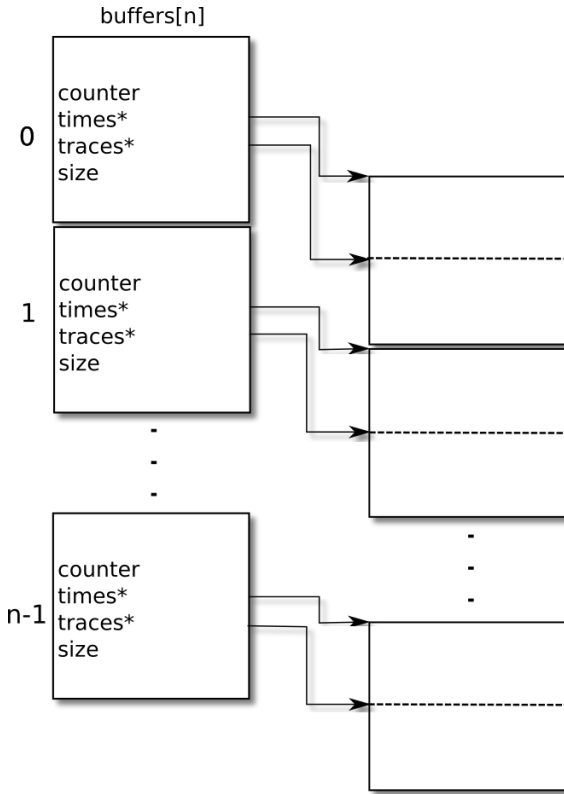 buffers[n]
0
counter
times*
traces*
size
1
counter
times*
traces*
size
n-1
counter
times*
traces*
size